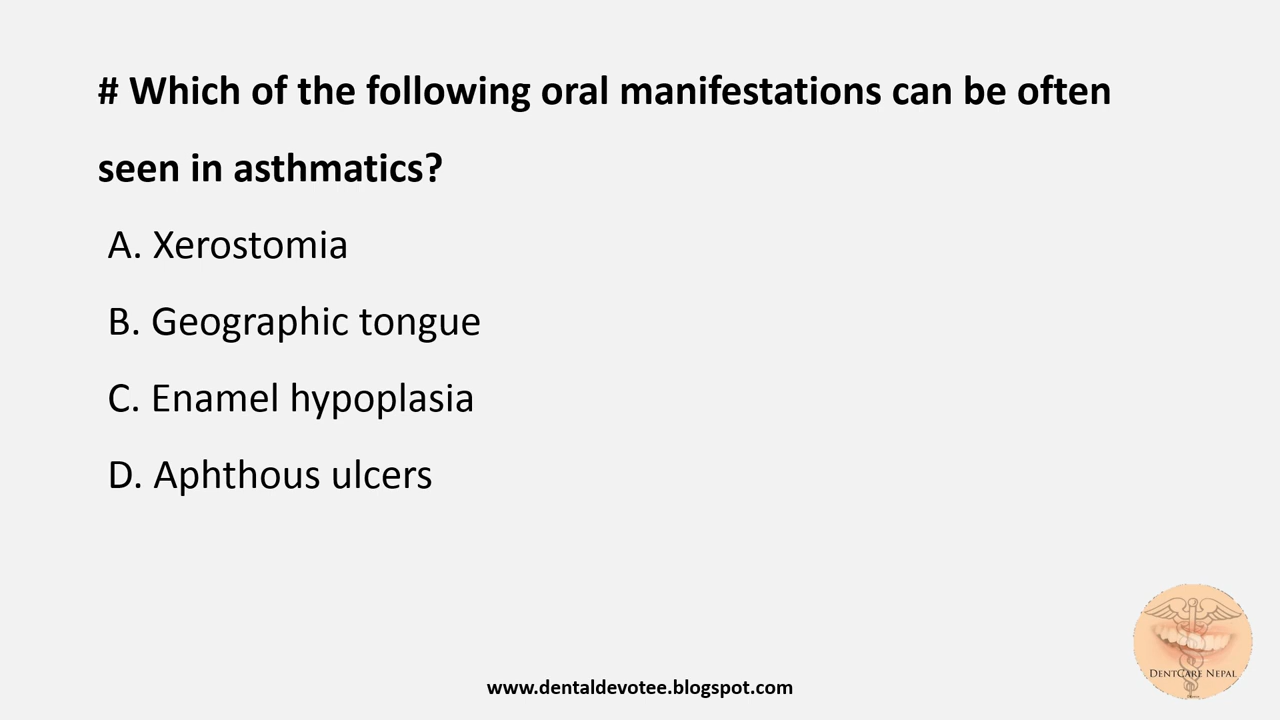 # Which of the following oral manifestations can be often
seen in asthmatics?
A. Xerostomia
B. Geographic tongue
C. Enamel hypoplasia
D. Aphthous ulcers
DentCare Nepal
www.dentaldevotee.blogspot.com